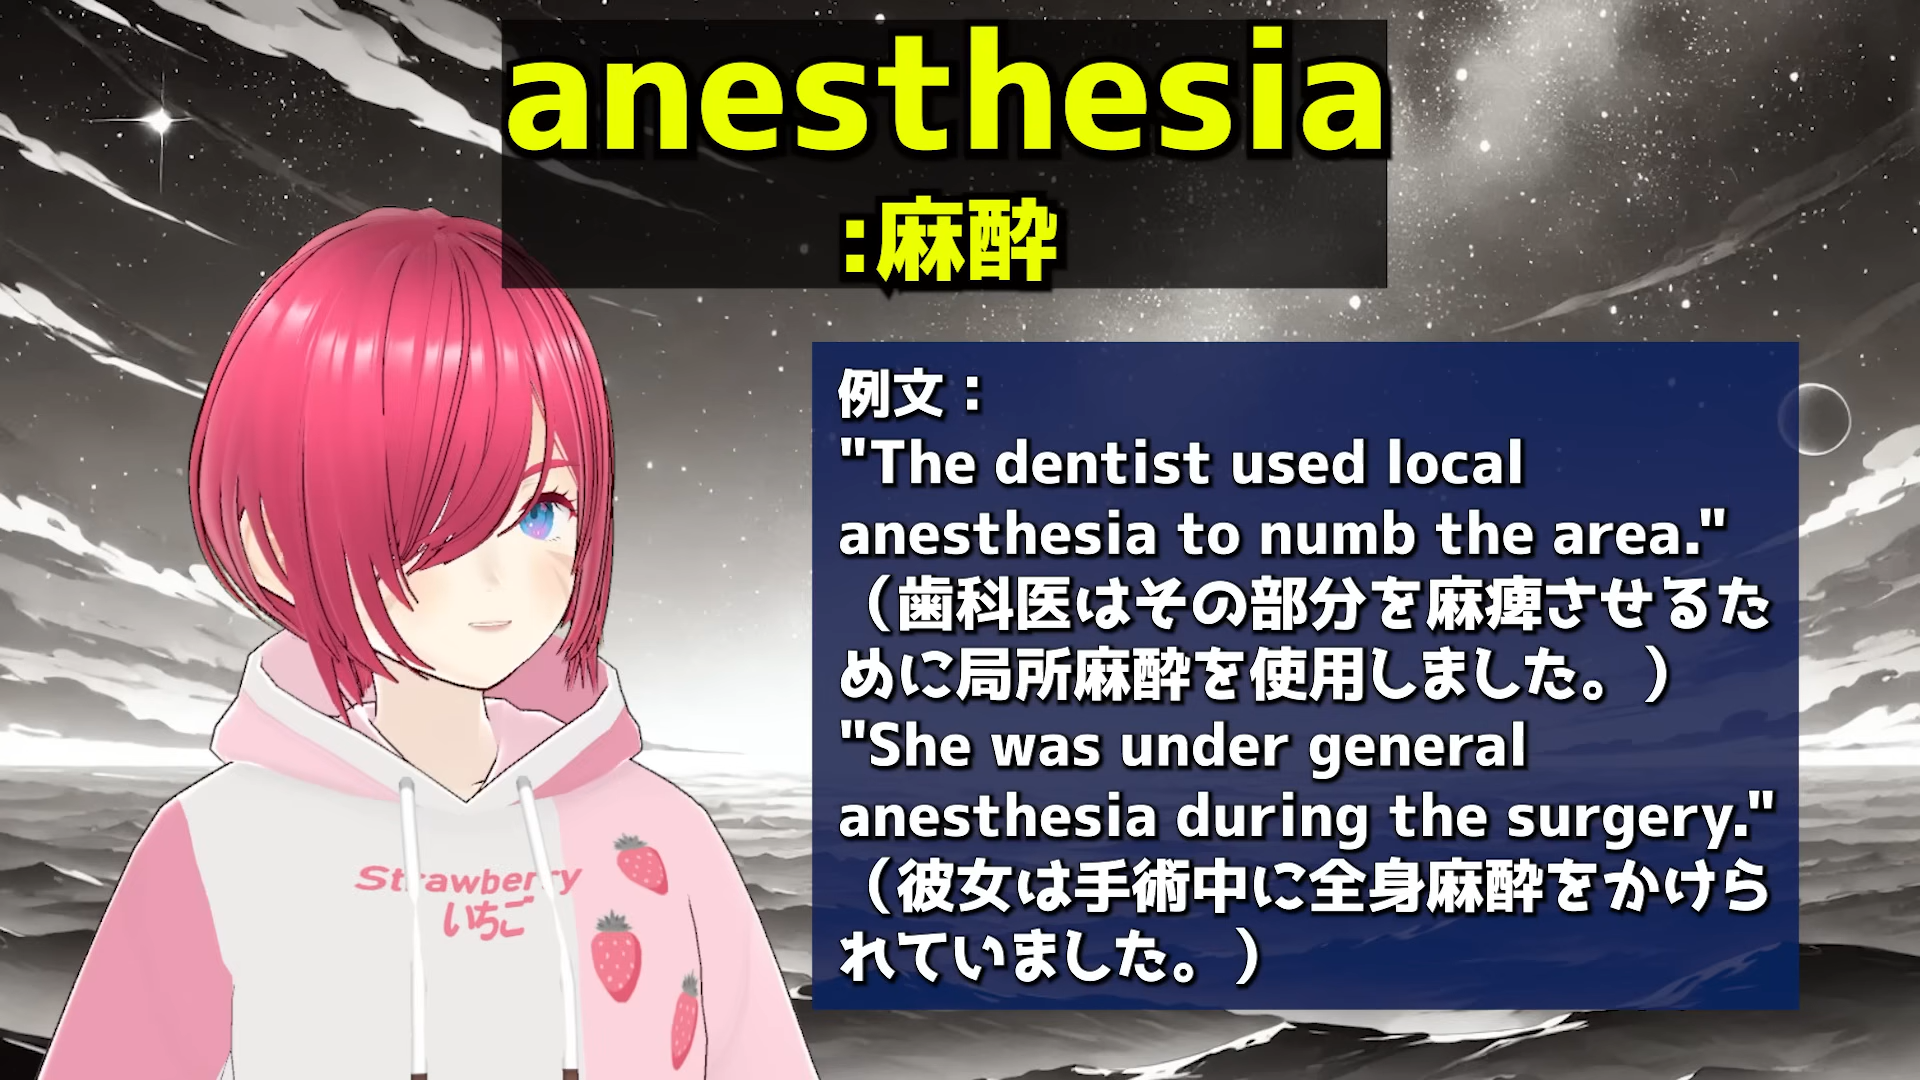 anesthesia
:麻酔
例文：
"The dentist used local
anesthesia to numb the area."
（歯科医はその部分を麻痺させるた
めに局所麻酔を使用しました。）
"She was under general
anesthesia during the surgery."
（彼女は手術中に全身麻酔をかけら
れていました。）
Strawberry
いちご